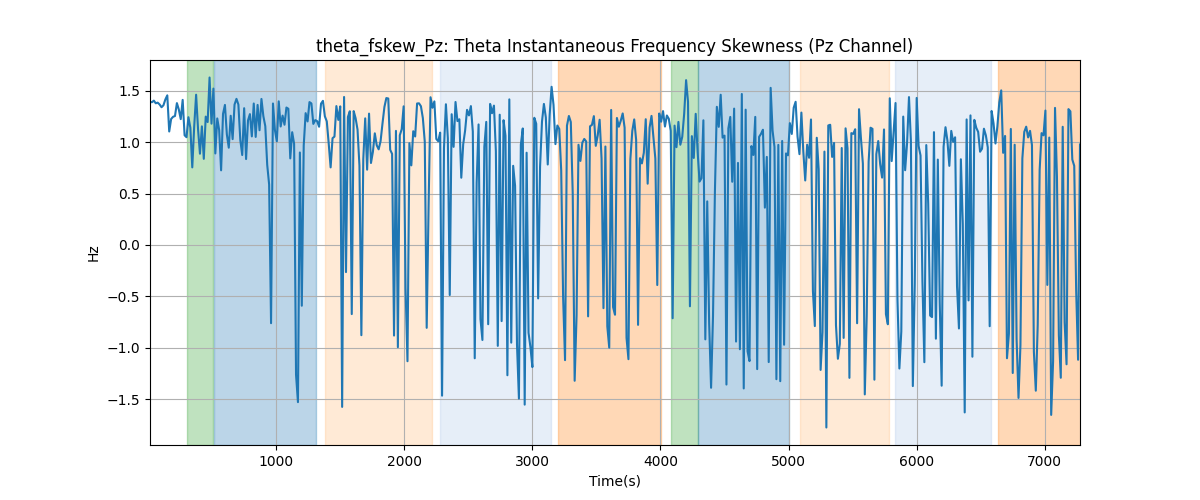 theta_fskew_Pz: Theta Instantaneous Frequency Skewness (Pz Channel)
1.5
1.0
0.5
0.0
−0.5
−1.0
−1.5
Hz
1000 2000 3000 4000 5000 6000 7000
Time(s)